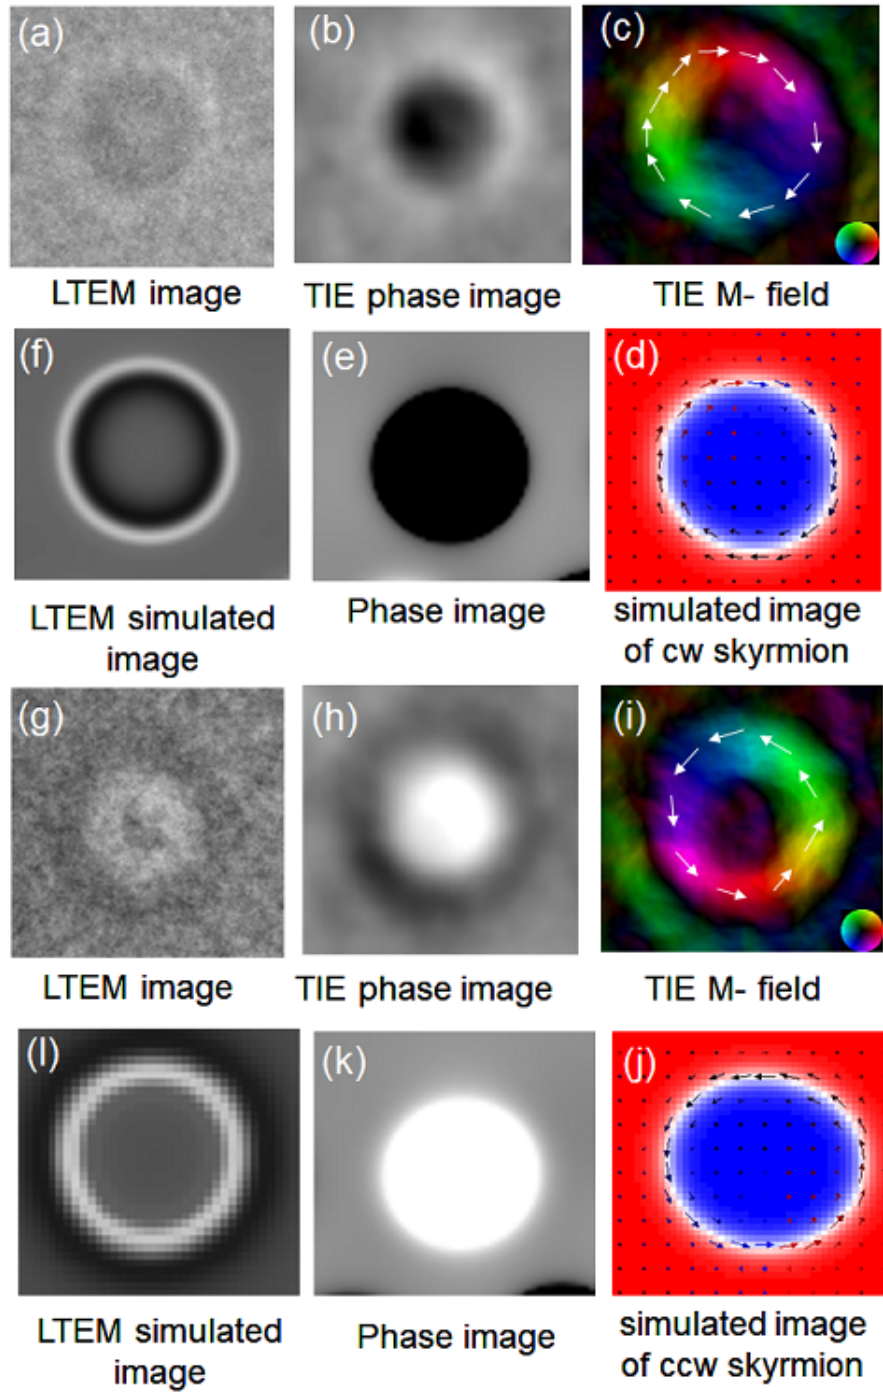 (a) (b) (c)
LTEM image TIE phase image TIE M- field
(f) (e) (d)
LTEM simulated image Phase image simulated image of cw skyrmion
(g) (h) (i)
LTEM image TIE phase image TIE M- field
(l) (k) (j)
LTEM simulated image Phase image simulated image of ccw skyrmion